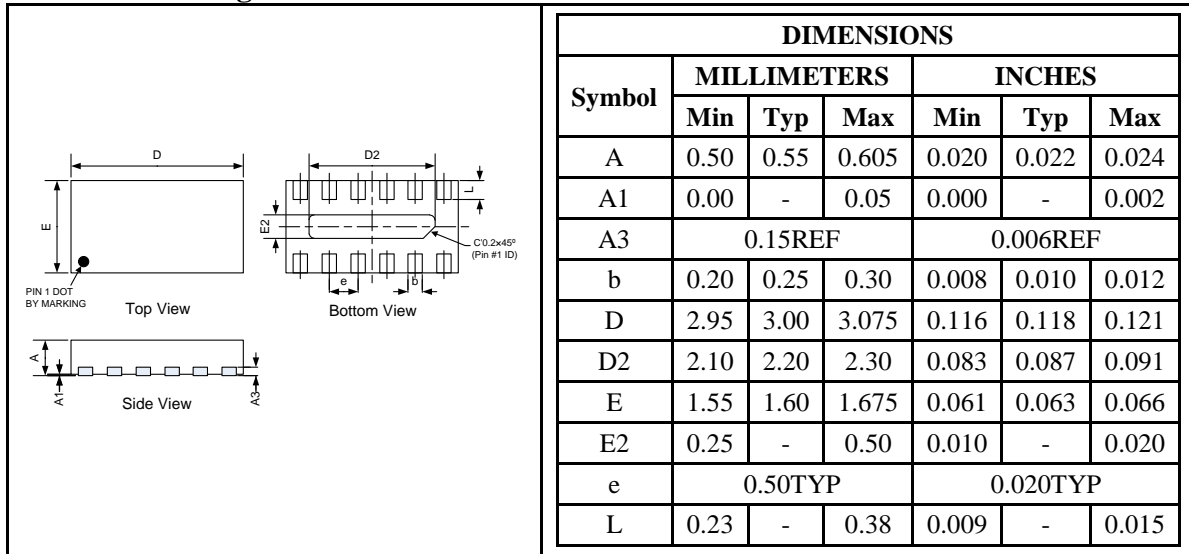 D
E
PIN 1 DOT
BY MARKING
Top View
D2
L
E2
C'0.2×45º
(Pin #1 ID)
e
b
Bottom View
A
A1
A3
Side View
DIMENSIONS
Symbol MILLIMETERS INCHES
Min Typ Max Min Typ Max
A 0.50 0.55 0.605 0.020 0.022 0.024
A1 0.00 - 0.05 0.000 - 0.002
A3 0.15REF 0.006REF
b 0.20 0.25 0.30 0.008 0.010 0.012
D 2.95 3.00 3.075 0.116 0.118 0.121
D2 2.10 2.20 2.30 0.083 0.087 0.091
E 1.55 1.60 1.675 0.061 0.063 0.066
E2 0.25 - 0.50 0.010 - 0.020
e 0.50TYP 0.020TYP
L 0.23 - 0.38 0.009 - 0.015